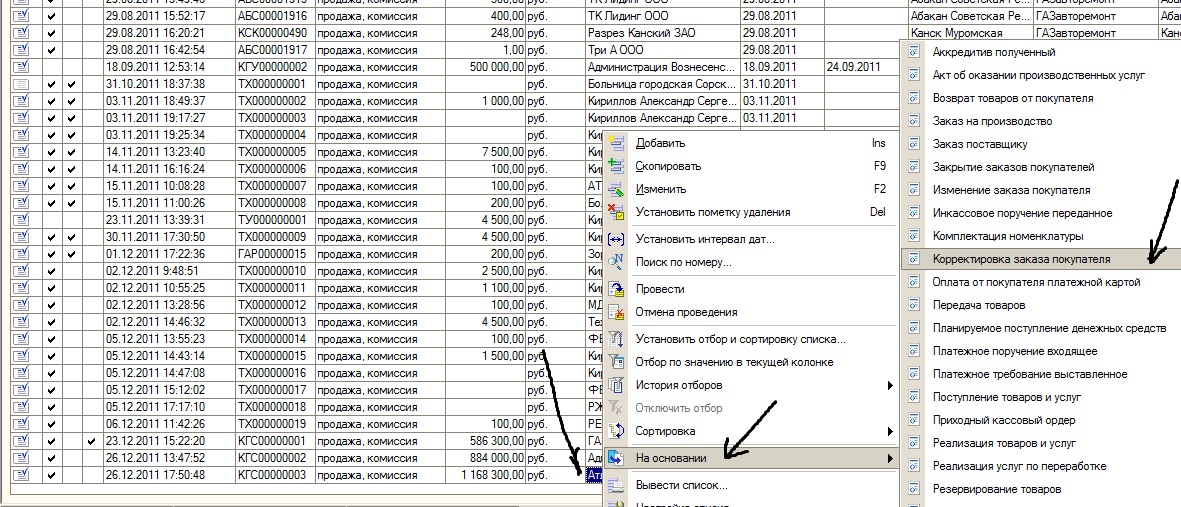 29.08.2011 15:52:17 АБС00001916 продажа, комиссия 400,00 руб. ТК Лидинг ООО 29.08.2011 Абакан Советская Ре... ГАЗавторемонт
29.08.2011 16:20:21 КСК00000490 продажа, комиссия 248,00 руб. Разрез Канский ЗАО 29.08.2011 Канск Муромская ГАЗавторемонт
29.08.2011 16:42:54 АБС00001917 продажа, комиссия 1,00 руб. Три А ООО 29.08.2011
18.09.2011 12:53:14 КГУ00000002 продажа, комиссия 500 000,00 руб. Администрация Вознесенс... 18.09.2011 24.09.2011
31.10.2011 18:37:38 ТХ000000001 продажа, комиссия руб. Больница городская Сорск... 31.10.2011
03.11.2011 18:49:37 ТХ000000002 продажа, комиссия 1 000,00 руб. Кириллов Александр Серге... 03.11.2011
03.11.2011 19:17:27 ТХ000000003 продажа, комиссия руб. Кириллов Александр Серге... 03.11.2011
03.11.2011 19:25:34 ТХ000000004 продажа, комиссия руб.
14.11.2011 13:23:40 ТХ000000005 продажа, комиссия 7 500,00 руб.
14.11.2011 16:16:24 ТХ000000006 продажа, комиссия 100,00 руб.
15.11.2011 10:08:28 ТХ000000007 продажа, комиссия 100,00 руб.
15.11.2011 11:00:26 ТХ000000008 продажа, комиссия 200,00 руб.
23.11.2011 13:39:31 ТУ000000001 продажа, комиссия 4 500,00 руб.
30.11.2011 17:30:50 ТХ000000009 продажа, комиссия 4 500,00 руб.
01.12.2011 17:22:36 ГАР00000015 продажа, комиссия 200,00 руб.
02.12.2011 9:48:51 ТХ000000010 продажа, комиссия 2 500,00 руб.
02.12.2011 10:55:25 ТХ000000011 продажа, комиссия 1 100,00 руб.
02.12.2011 13:28:56 ТХ000000012 продажа, комиссия 100,00 руб.
02.12.2011 14:46:32 ТХ000000013 продажа, комиссия 4 500,00 руб.
05.12.2011 13:55:23 ТХ000000014 продажа, комиссия 100,00 руб.
05.12.2011 14:43:14 ТХ000000015 продажа, комиссия 1 500,00 руб.
05.12.2011 14:47:08 ТХ000000016 продажа, комиссия руб.
05.12.2011 15:12:02 ТХ000000017 продажа, комиссия руб.
05.12.2011 17:17:10 ТХ000000018 продажа, комиссия руб.
06.12.2011 11:42:26 ТХ000000019 продажа, комиссия 100,00 руб.
23.12.2011 15:22:20 КГС00000001 продажа, комиссия 586 300,00 руб.
26.12.2011 13:47:52 КГС00000002 продажа, комиссия 884 000,00 руб.
26.12.2011 17:50:48 КГС00000003 продажа, комиссия 1 168 300,00 руб.
Добавить Ins
Скопировать F9
Изменить F2
Установить пометку удаления Del
Установить интервал дат...
Поиск по номеру...
Провести
Отмена проведения
Установить отбор и сортировку списка...
Отбор по значению в текущей колонке
История отборов
Отключить отбор
Сортировка
На основании
Вывести список...
Аккредитив полученный
Акт об оказании производственных услуг
Возврат товаров от покупателя
Заказ на производство
Заказ поставщику
Закрытие заказов покупателей
Изменение заказа покупателя
Инкассовое поручение переданное
Комплектация номенклатуры
Корректировка заказа покупателя
Оплата от покупателя платежной картой
Передача товаров
Планируемое поступление денежных средств
Платежное поручение входящее
Платежное требование выставленное
Поступление товаров и услуг
Приходный кассовый ордер
Реализация товаров и услуг
Реализация услуг по переработке
Резервирование товаров